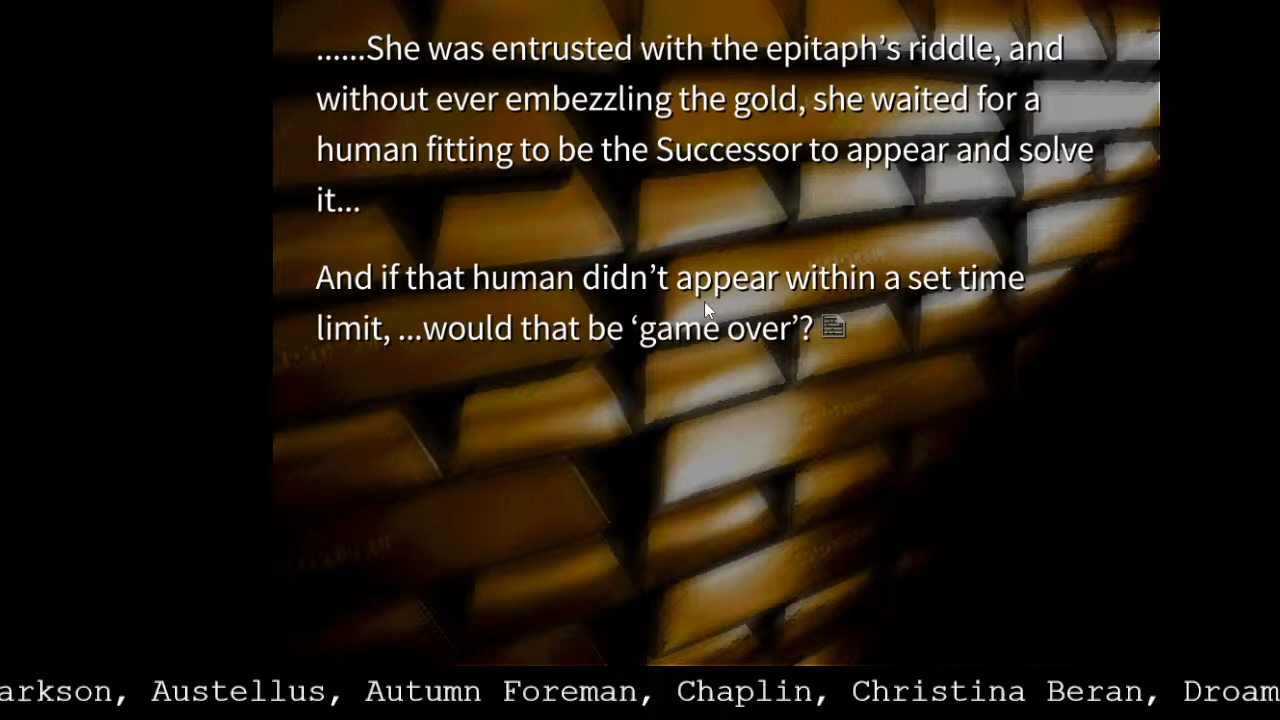 ......She was entrusted with the epitaph’s riddle, and
without ever embezzling the gold, she waited for a
human fitting to be the Successor to appear and solve
it...
And if that human didn’t appear within a set time
limit, ...would that be ‘game over’?
arkson, Austellus, Autumn Foreman, Chaplin, Christina Beran, Droam